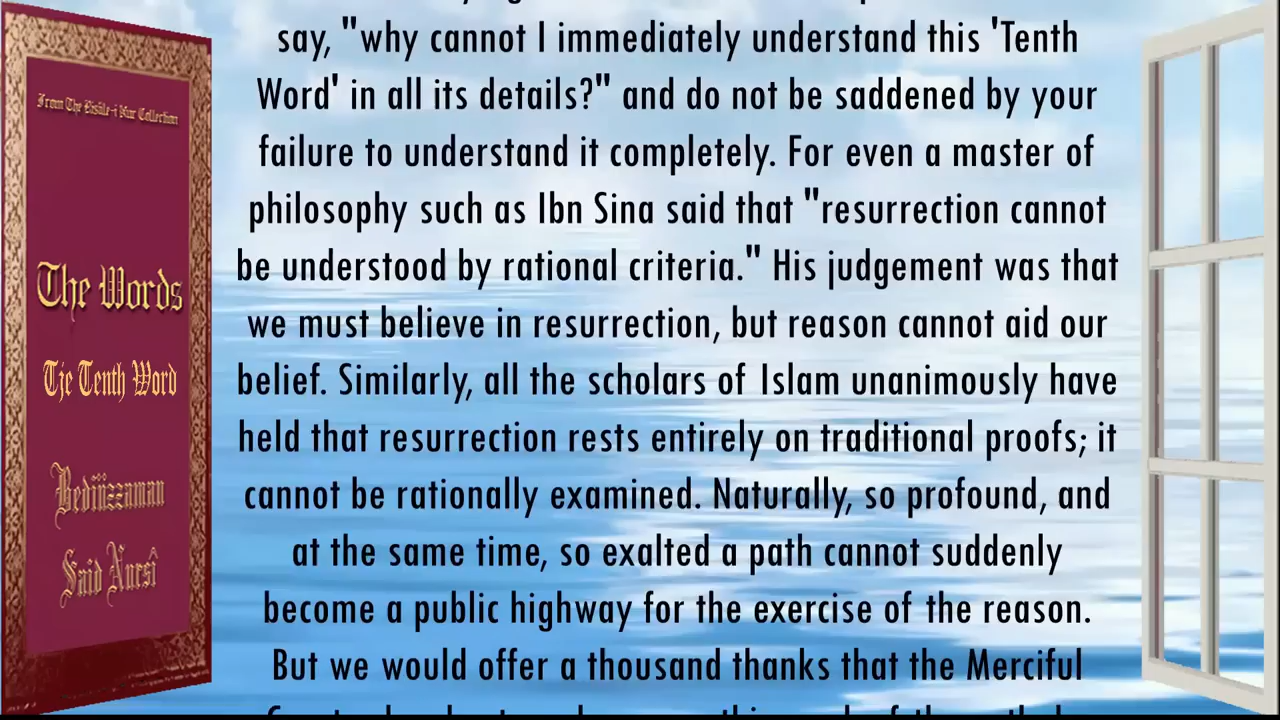 From The Risâle-i Nur Collection
The Words
Tje Tenth Word
Bediüzzaman
Said Nursî
say, "why cannot I immediately understand this 'Tenth
Word' in all its details?" and do not be saddened by your
failure to understand it completely. For even a master of
philosophy such as Ibn Sina said that "resurrection cannot
be understood by rational criteria." His judgement was that
we must believe in resurrection, but reason cannot aid our
belief. Similarly, all the scholars of Islam unanimously have
held that resurrection rests entirely on traditional proofs; it
cannot be rationally examined. Naturally, so profound, and
at the same time, so exalted a path cannot suddenly
become a public highway for the exercise of the reason.
But we would offer a thousand thanks that the Merciful